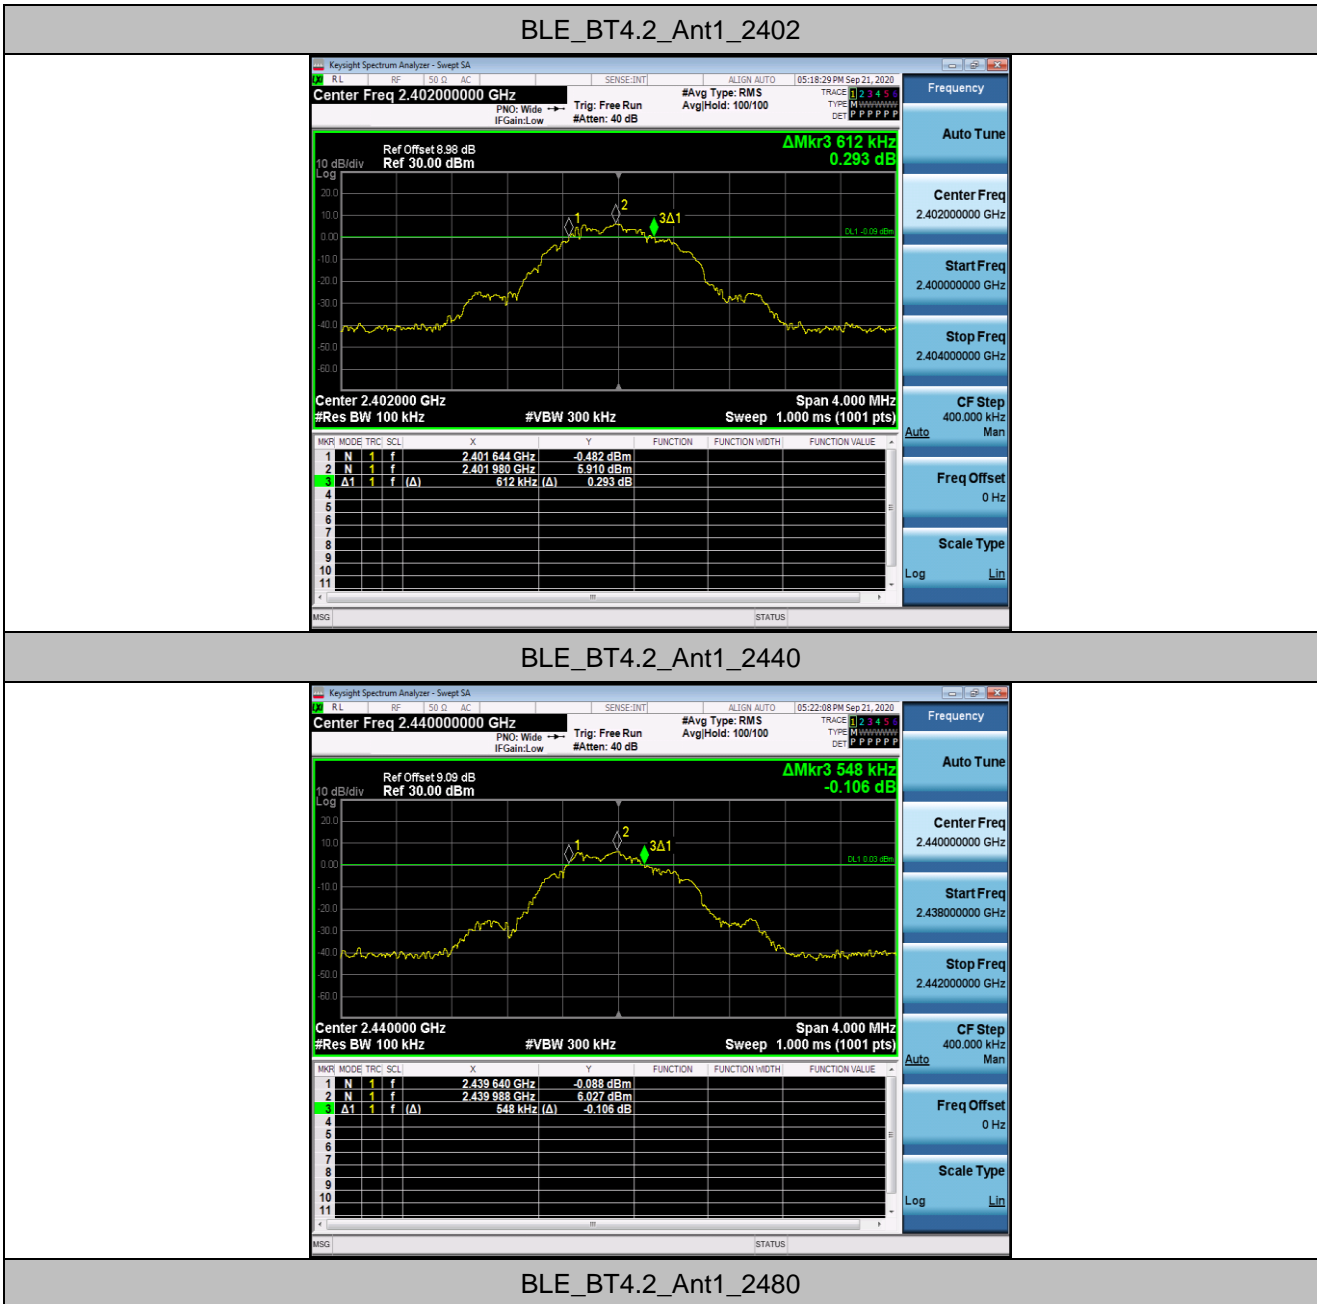 BLE_BT4.2_Ant1_2402
Keysight Spectrum Analyzer - Swept SA
RL RF 50 Ω AC SENSE:INT ALIGN AUTO 05:18:29 PM Sep 21, 2020
Center Freq 2.402000000 GHz
PNO: Wide
IFGain:Low
Trig: Free Run
#Atten: 40 dB
#Avg Type: RMS
Avg|Hold: 100/100
TRACE 1 2 3 4 5 6
TYPE M WWWWW
DET P P P P P P
Ref Offset 8.98 dB
10 dB/div Ref 30.00 dBm
ΔMkr3 612 kHz
0.293 dB
Log
20.0
10.0
0.00
-10.0
-20.0
-30.0
-40.0
-50.0
-60.0
1
2
3Δ1
DL1 -0.09 dBm
Center 2.402000 GHz Span 4.000 MHz
#Res BW 100 kHz #VBW 300 kHz Sweep 1.000 ms (1001 pts)
MKR MODE TRC SCL X Y FUNCTION FUNCTION WIDTH FUNCTION VALUE
1 N 1 f 2.401 644 GHz -0.482 dBm
2 N 1 f 2.401 980 GHz 5.910 dBm
3 Δ1 1 f (Δ) 612 kHz (Δ) 0.293 dB
4
5
6
7
8
9
10
11
MSG STATUS
Frequency
Auto Tune
Center Freq
2.402000000 GHz
Start Freq
2.400000000 GHz
Stop Freq
2.404000000 GHz
CF Step
400.000 kHz
Auto Man
Freq Offset
0 Hz
Scale Type
Log Lin
BLE_BT4.2_Ant1_2440
Keysight Spectrum Analyzer - Swept SA
RL RF 50 Ω AC SENSE:INT ALIGN AUTO 05:22:08 PM Sep 21, 2020
Center Freq 2.440000000 GHz
PNO: Wide
IFGain:Low
Trig: Free Run
#Atten: 40 dB
#Avg Type: RMS
Avg|Hold: 100/100
TRACE 1 2 3 4 5 6
TYPE M WWWWW
DET P P P P P P
Ref Offset 9.09 dB
10 dB/div Ref 30.00 dBm
ΔMkr3 548 kHz
-0.106 dB
Log
20.0
10.0
0.00
-10.0
-20.0
-30.0
-40.0
-50.0
-60.0
1
2
3Δ1
DL1 0.03 dBm
Center 2.440000 GHz Span 4.000 MHz
#Res BW 100 kHz #VBW 300 kHz Sweep 1.000 ms (1001 pts)
MKR MODE TRC SCL X Y FUNCTION FUNCTION WIDTH FUNCTION VALUE
1 N 1 f 2.439 640 GHz -0.088 dBm
2 N 1 f 2.439 988 GHz 6.027 dBm
3 Δ1 1 f (Δ) 548 kHz (Δ) -0.106 dB
4
5
6
7
8
9
10
11
MSG STATUS
Frequency
Auto Tune
Center Freq
2.440000000 GHz
Start Freq
2.438000000 GHz
Stop Freq
2.442000000 GHz
CF Step
400.000 kHz
Auto Man
Freq Offset
0 Hz
Scale Type
Log Lin
BLE_BT4.2_Ant1_2480